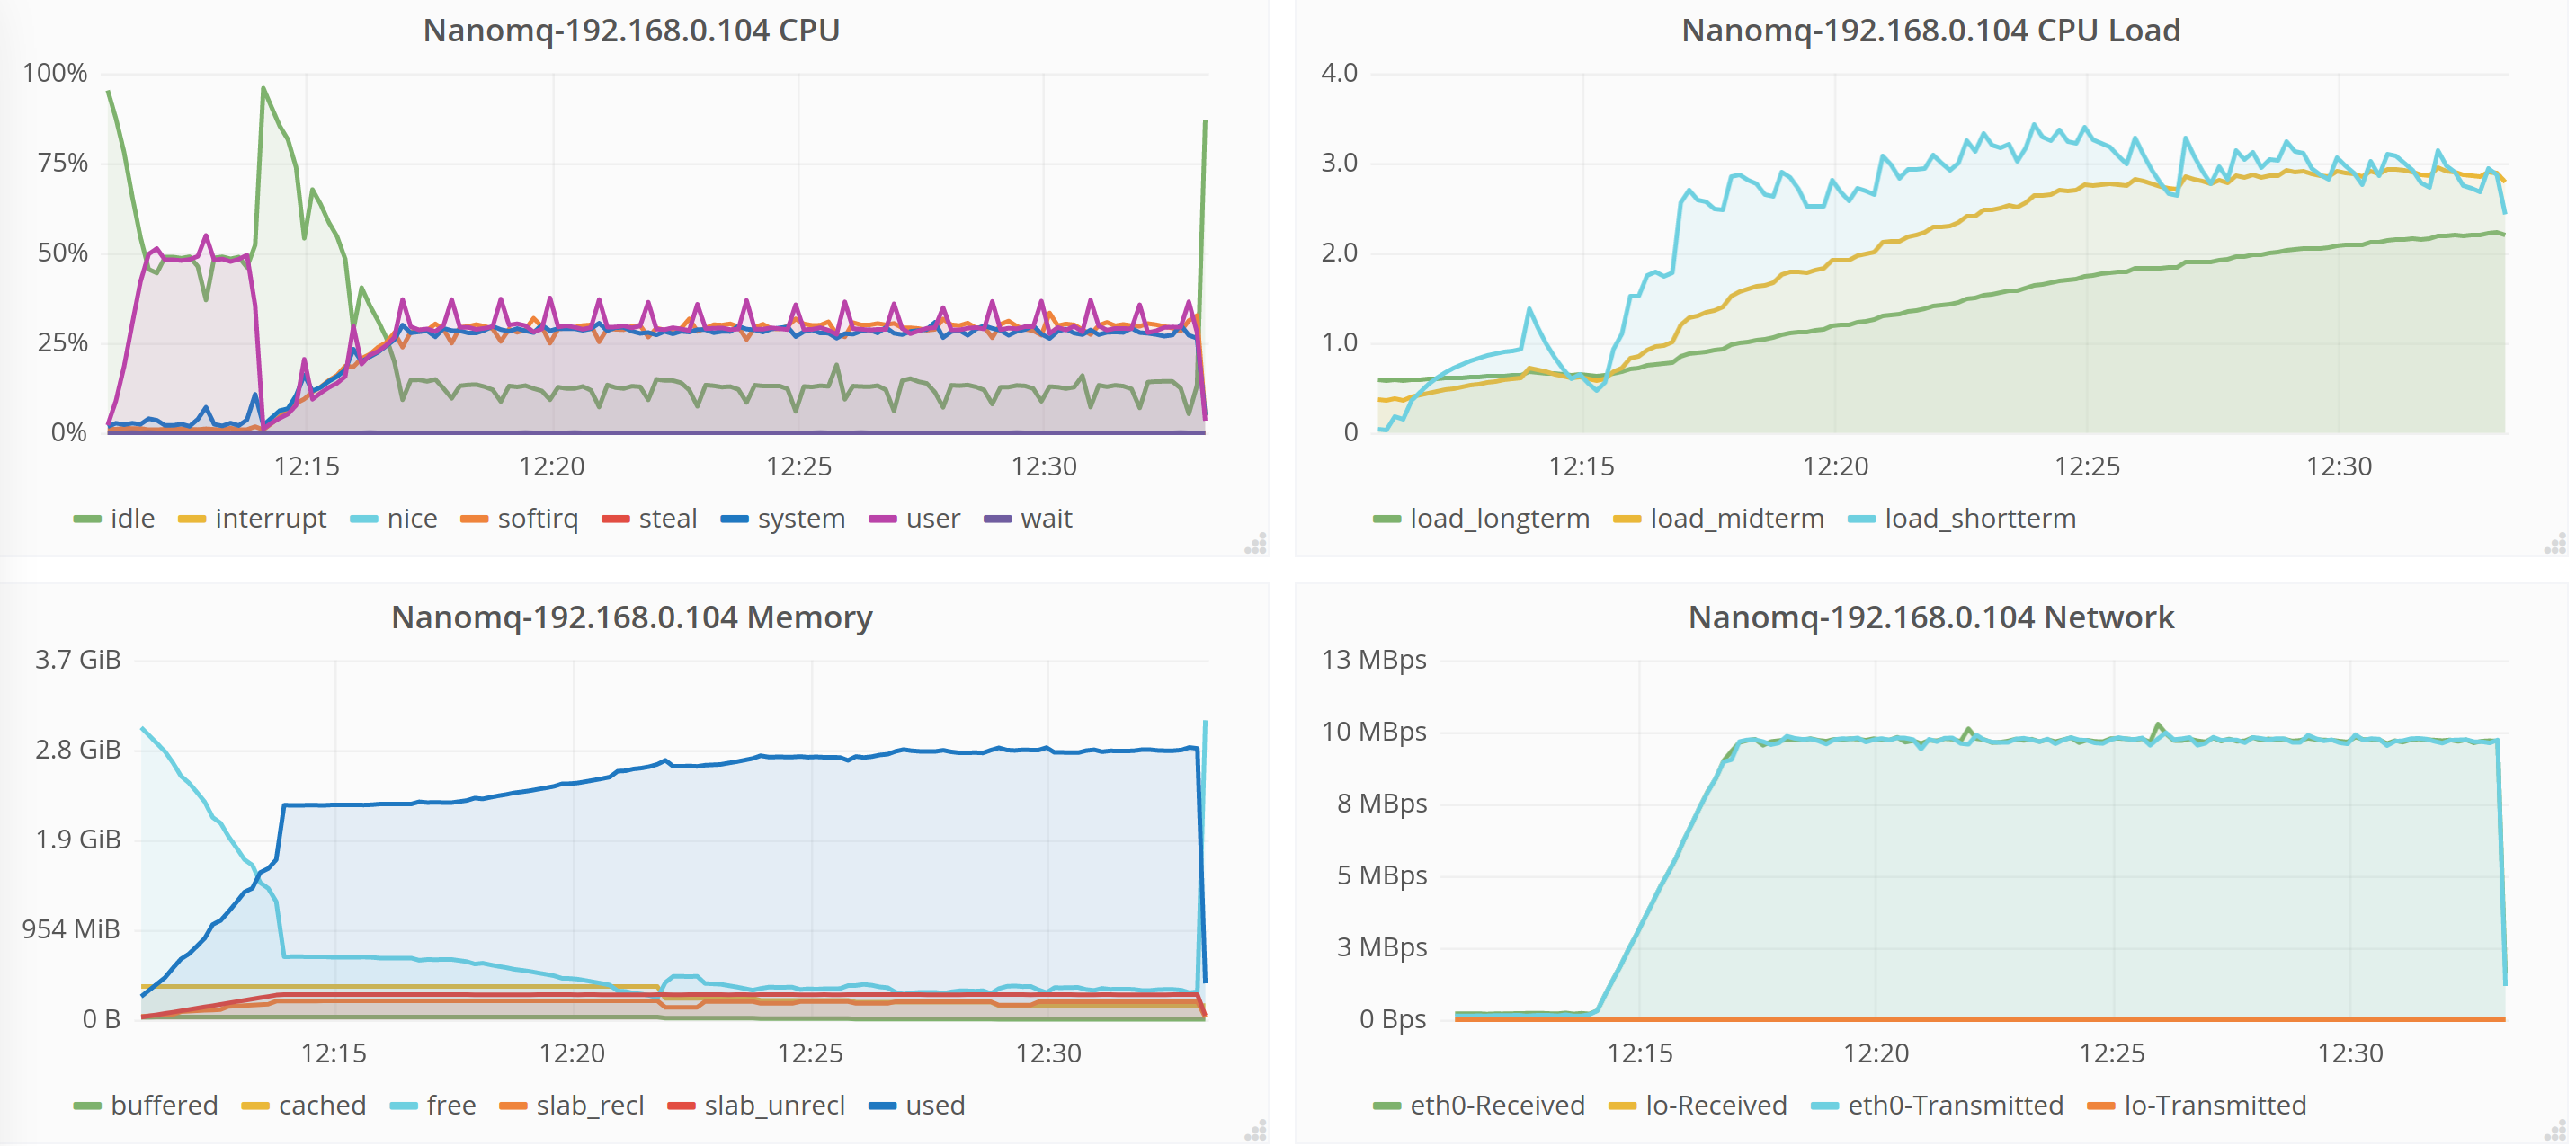 Nanomq-192.168.0.104 CPU
100%
75%
50%
25%
0%
12:15 12:20 12:25 12:30
idle interrupt nice softirq steal system user wait
Nanomq-192.168.0.104 CPU Load
4.0
3.0
2.0
1.0
0
12:15 12:20 12:25 12:30
load_longterm load_midterm load_shortterm
Nanomq-192.168.0.104 Memory
3.7 GiB
2.8 GiB
1.9 GiB
954 MiB
0 B
12:15 12:20 12:25 12:30
buffered cached free slab_recl slab_unrecl used
Nanomq-192.168.0.104 Network
13 MBps
10 MBps
8 MBps
5 MBps
3 MBps
0 Bps
12:15 12:20 12:25 12:30
eth0-Received lo-Received eth0-Transmitted lo-Transmitted